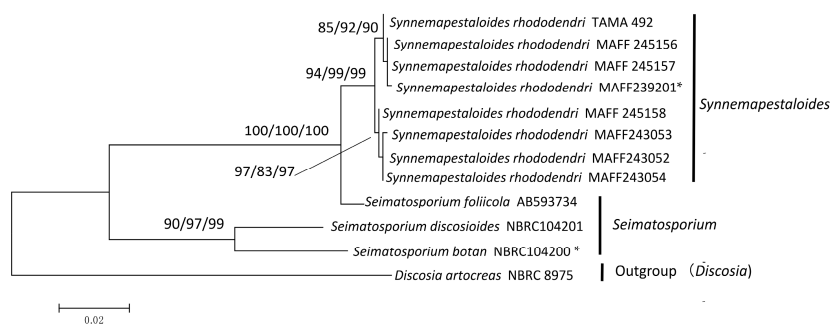 85/92/90
Synnemapestaloides rhododendri TAMA 492
Synnemapestaloides rhododendri MAFF 245156
94/99/99
Synnemapestaloides rhododendri MAFF 245157
Synnemapestaloides rhododendri MAFF239201*
Synnemapestaloides
Synnemapestaloides rhododendri MAFF 245158
100/100/100
Synnemapestaloides rhododendri MAFF243053
Synnemapestaloides rhododendri MAFF243052
97/83/97
Synnemapestaloides rhododendri MAFF243054
Seimatosporium foliicola AB593734
90/97/99
Seimatosporium discosioides NBRC104201
Seimatosporium
Seimatosporium botan NBRC104200 *
Discosia artocreas NBRC 8975
Outgroup （Discosia)
0.02